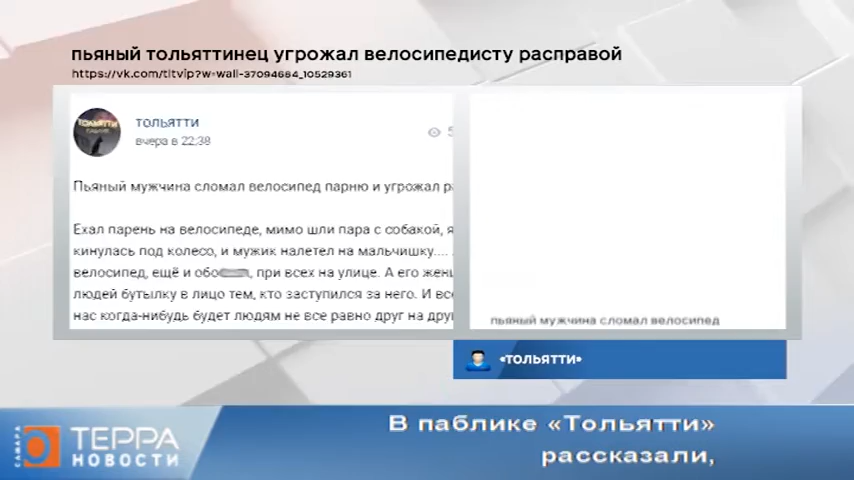 пьяный тольяттинец угрожал велосипедисту расправой
https://vk.com/tltvip?w=wall-37094664_10529361
ТОЛЬЯТТИ
вчера в 22:38
Пьяный мужчина сломал велосипед парню и угрожал
Ехал парень на велосипеде, мимо шли пара с собакой,
кинулась под колесо, и мужик налетел на мальчишку....
велосипед, ещё и обо, при всех на улице. А его
людей бутылку в лицо тем, кто заступился за него. И
нас когда-нибудь будет людям не все равно друг на
пьяный мужчина сломал велосипед
«ТОЛЬЯТТИ»
В паблике «Тольятти»
рассказали,
САМАРА
ТЕРРА
НОВОСТИ